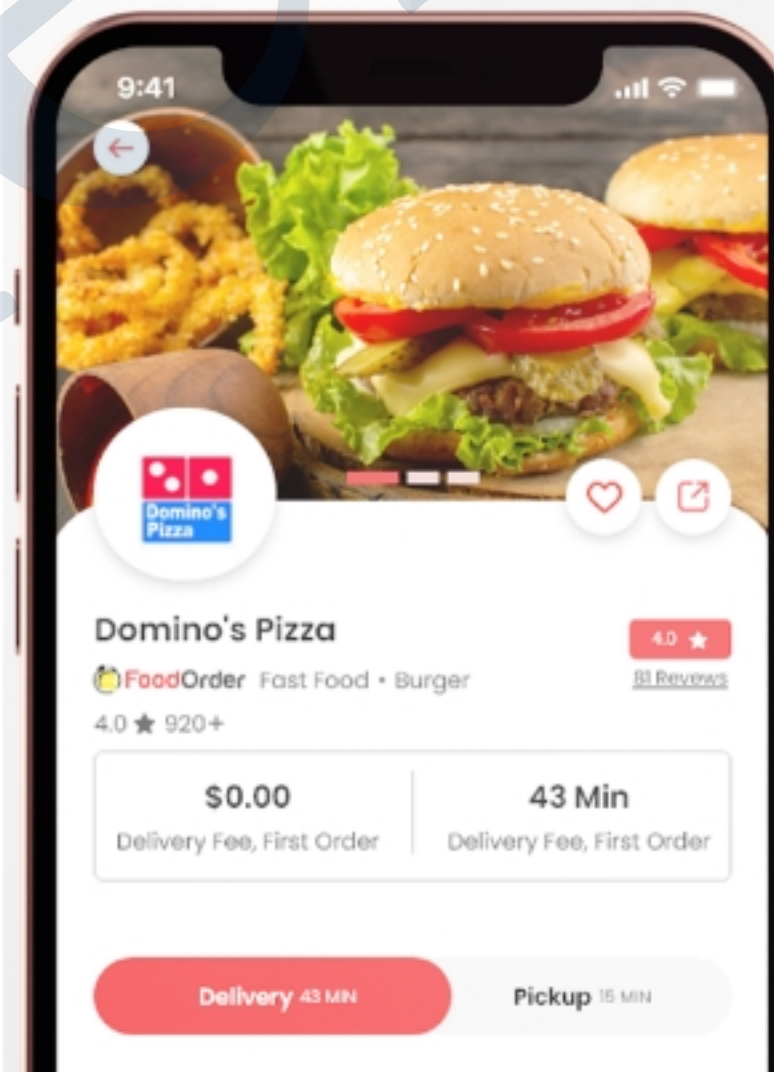 9:41
Domino's
Pizza
Domino's Pizza
4.0 ★
FoodOrder Fast Food • Burger
81 Revews
4.0 ★ 920+
$0.00
43 Min
Delivery Fee, First Order
Delivery Fee, First Order
Delivery 43 MIN
Pickup 15 MIN